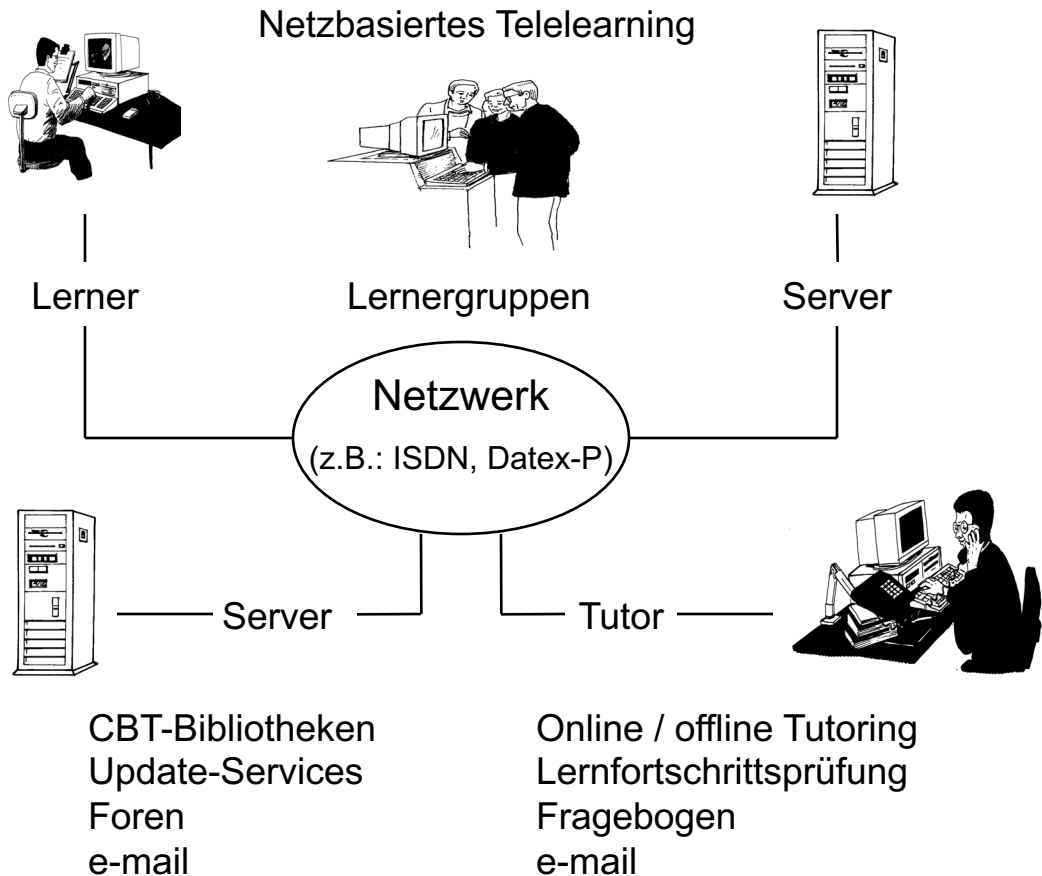 Netzbasiertes Telelearning
Lerner
Lernergruppen
Server
Netzwerk
(z.B.: ISDN, Datex-P)
Server
Tutor
CBT-Bibliotheken
Update-Services
Foren
e-mail
Online / offline Tutoring
Lernfortschrittsprüfung
Fragebogen
e-mail